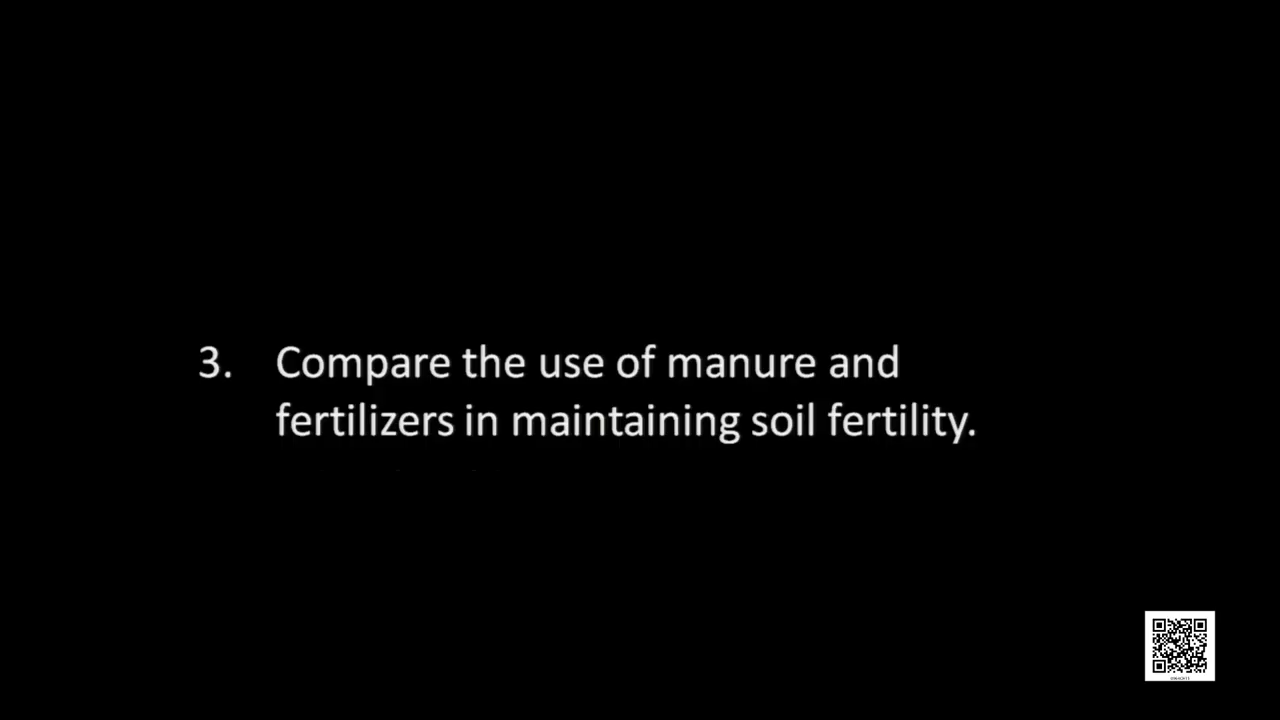 3. Compare the use of manure and
fertilizers in maintaining soil fertility.